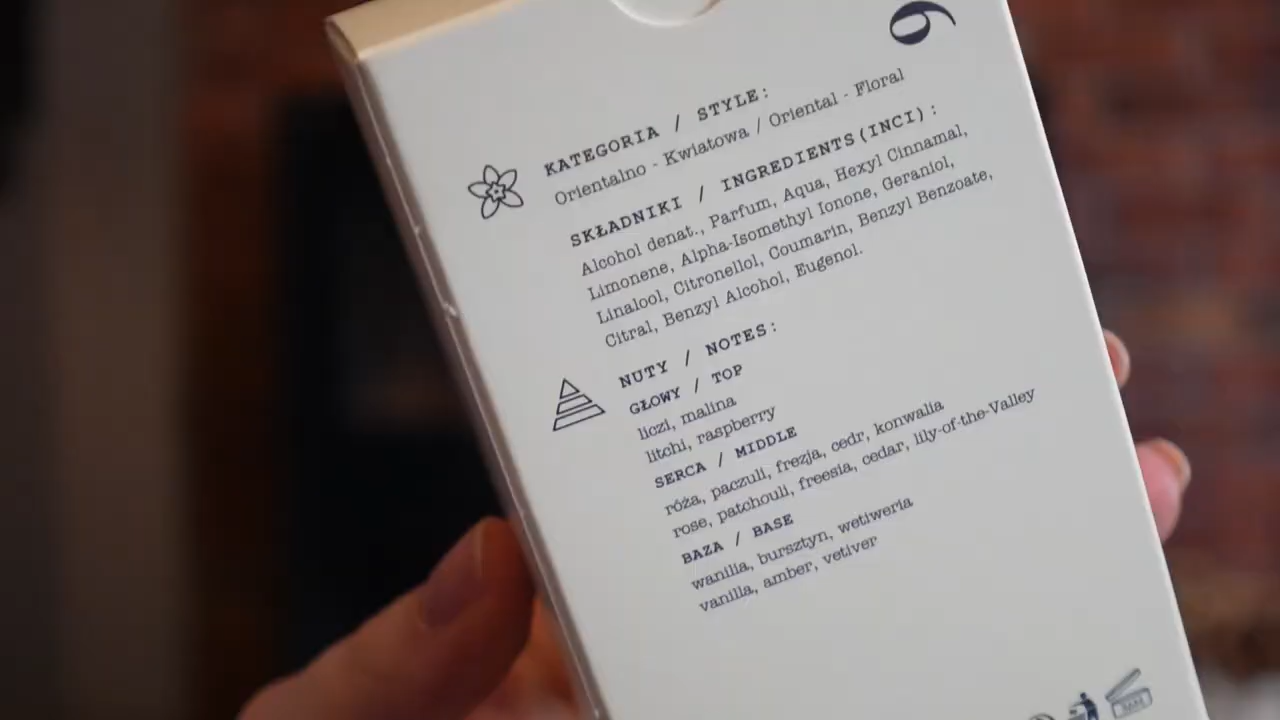 6
KATEGORIA / STYLE:
Orientalno - Kwiatowa / Oriental - Floral
SKŁADNIKI / INGREDIENTS(INCI):
Alcohol denat., Parfum, Aqua, Hexyl Cinnamal,
Limonene, Alpha-Isomethyl Ionone, Geraniol,
Linalool, Citronellol, Coumarin, Benzyl Benzoate,
Citral, Benzyl Alcohol, Eugenol.
NUTY / NOTES:
GŁOWY / TOP
liczi, malina
litchi, raspberry
SERCA / MIDDLE
róża, paczuli, frezja, cedr, konwalia
rose, patchouli, freesia, cedar, lily-of-the-Valley
BAZA / BASE
wanilia, bursztyn, wetiweria
vanilla, amber, vetiver